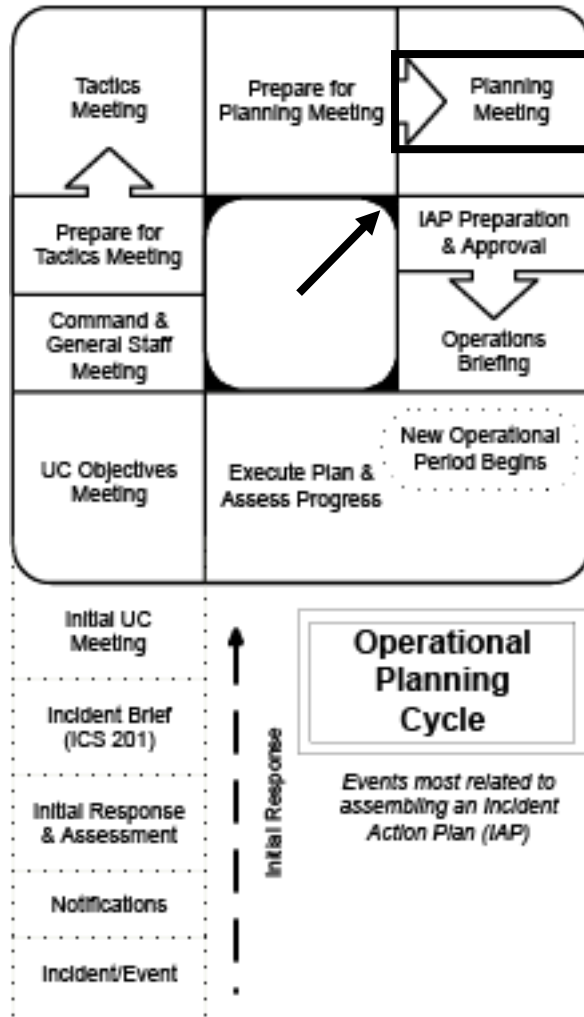 Tactics
Meeting
Prepare for
Planning Meeting
Planning
Meeting
Prepare for
Tactics Meeting
IAP Preparation
& Approval
Command &
General Staff
Meeting
Operations
Briefing
UC Objectives
Meeting
Execute Plan &
Assess Progress
New Operational
Period Begins
Initial UC
Meeting
Incident Brief
(ICS 201)
Initial Response
& Assessment
Notifications
Incident/Event
Initial Response
Operational
Planning
Cycle
Events most related to
assembling an Incident
Action Plan (IAP)